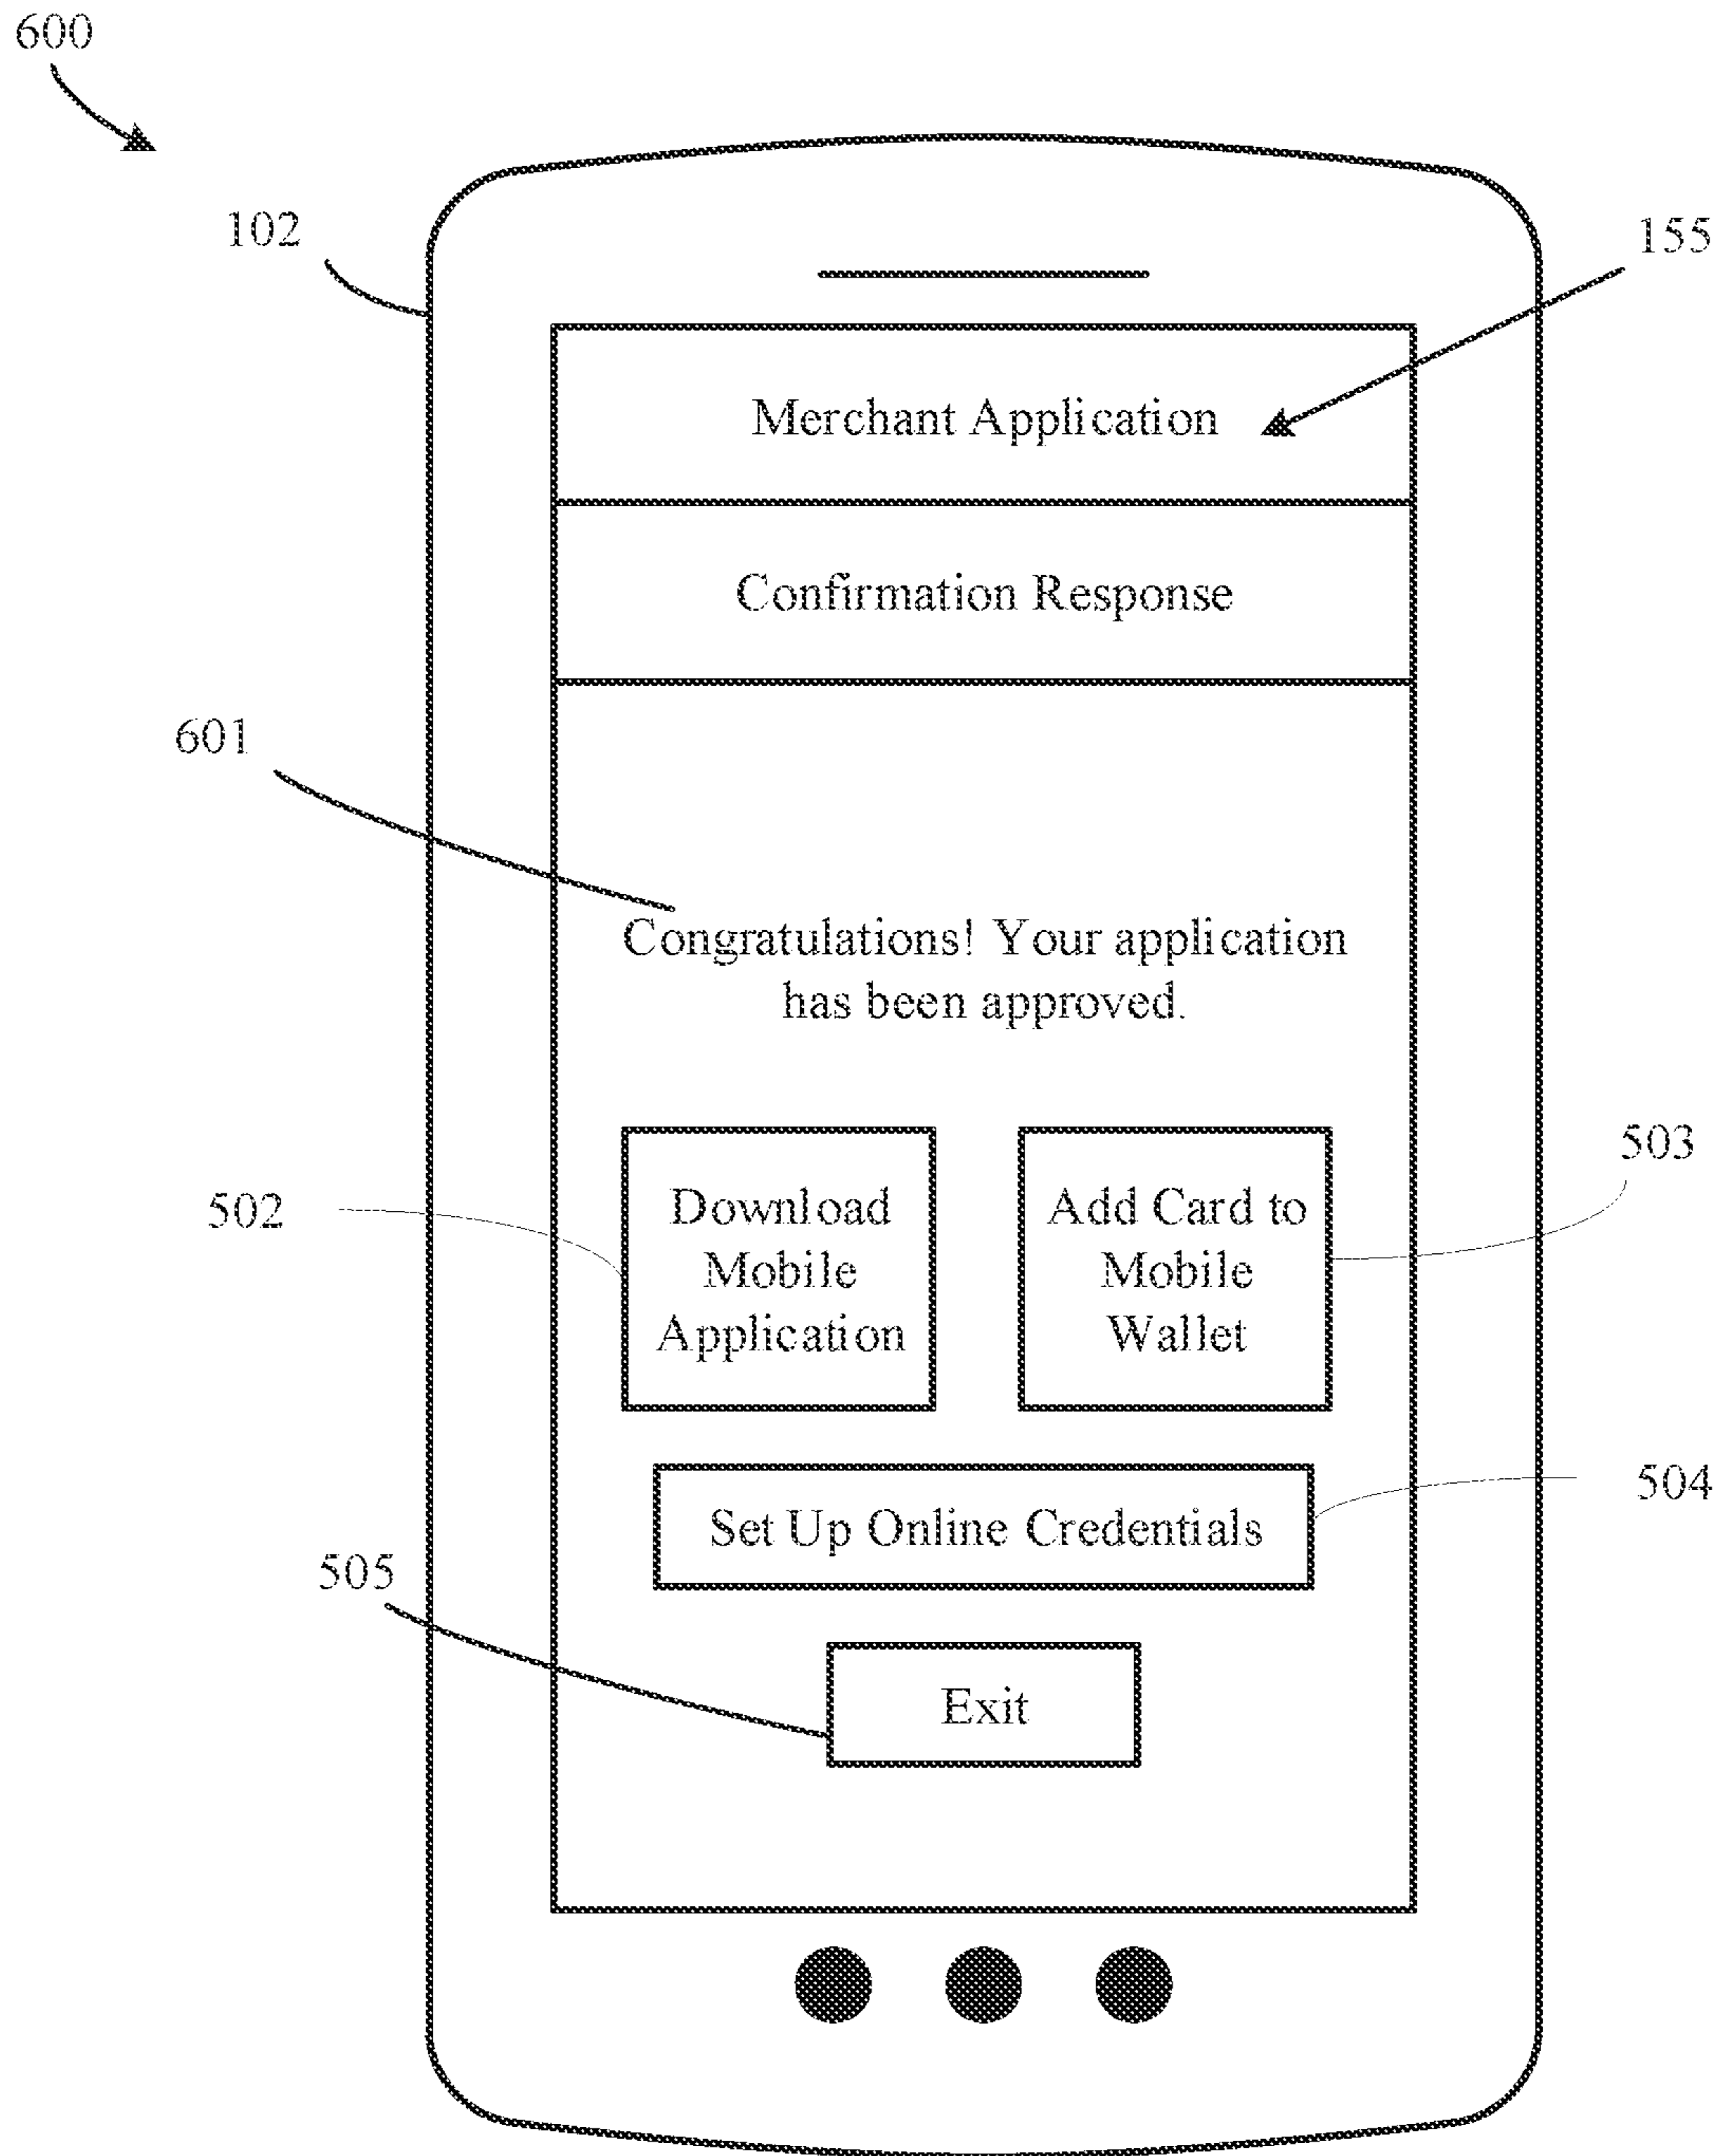 600
102
155
Merchant Application
Confirmation Response
601
Congratulations! Your application
has been approved.
502
503
Download
Mobile
Application
Add Card to
Mobile
Wallet
504
Set Up Online Credentials
505
Exit